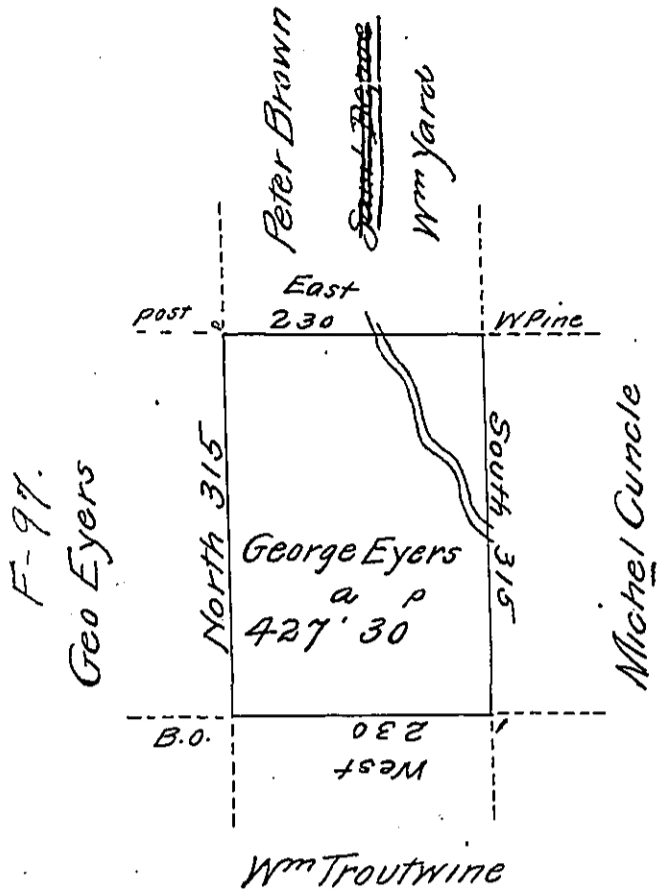 Peter Brown
Wm Yard
East
230
post
WPine
F-97.
Geo Eyers
North 315
South, 315
George Eyers
a p
427' 30
Michel Cuncle
B.O.
230
West
Wm Troutwine